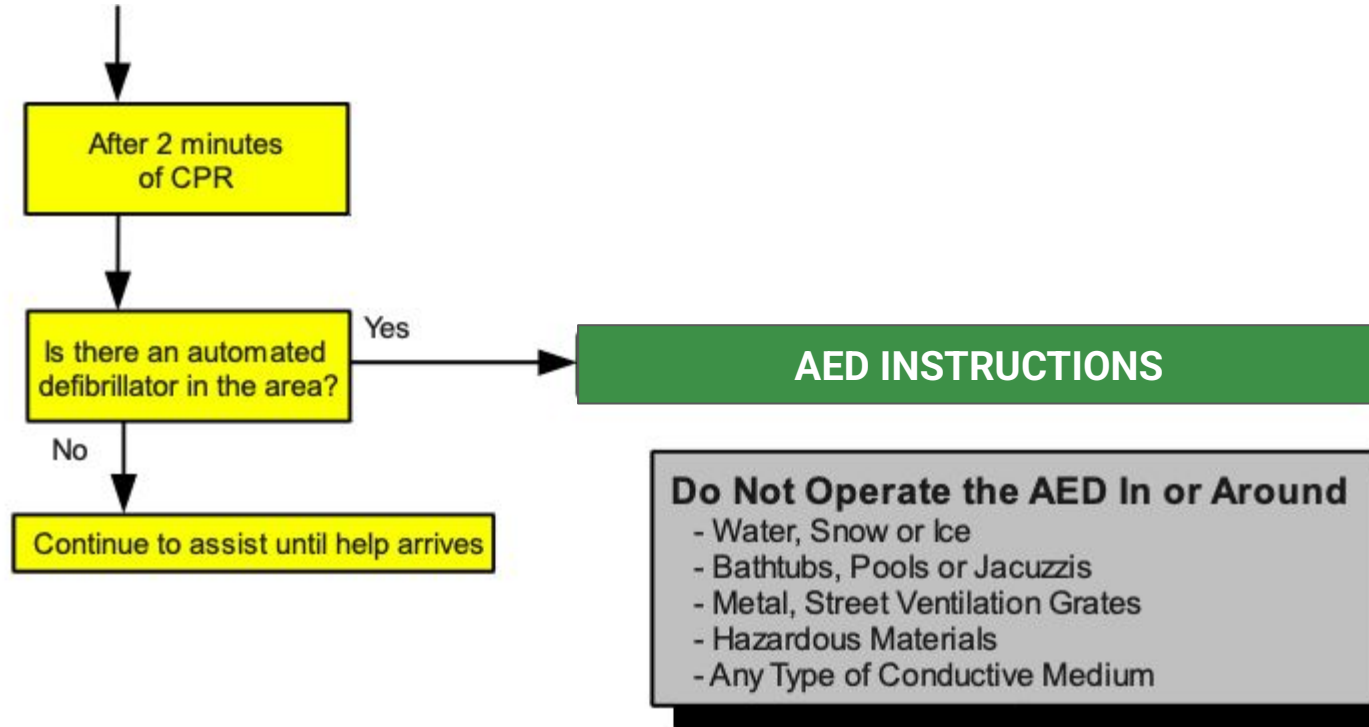 After 2 minutes
of CPR
Is there an automated
defibrillator in the area?
Yes
AED INSTRUCTIONS
No
Continue to assist until help arrives
Do Not Operate the AED In or Around
- Water, Snow or Ice
- Bathtubs, Pools or Jacuzzis
- Metal, Street Ventilation Grates
- Hazardous Materials
- Any Type of Conductive Medium